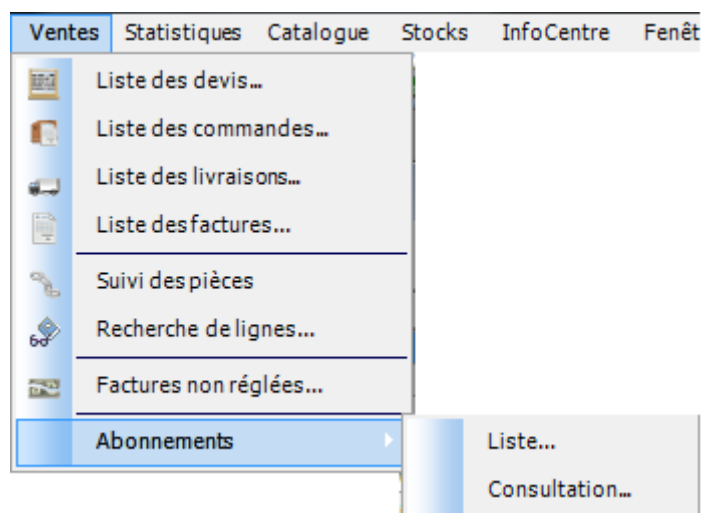 Ventes Statistiques Catalogue Stocks InfoCentre Fenêt
Liste des devis...
Liste des commandes...
Liste des livraisons...
Liste des factures...
Suivi des pièces
Recherche de lignes...
Factures non réglées...
Abonnements
Liste...
Consultation...